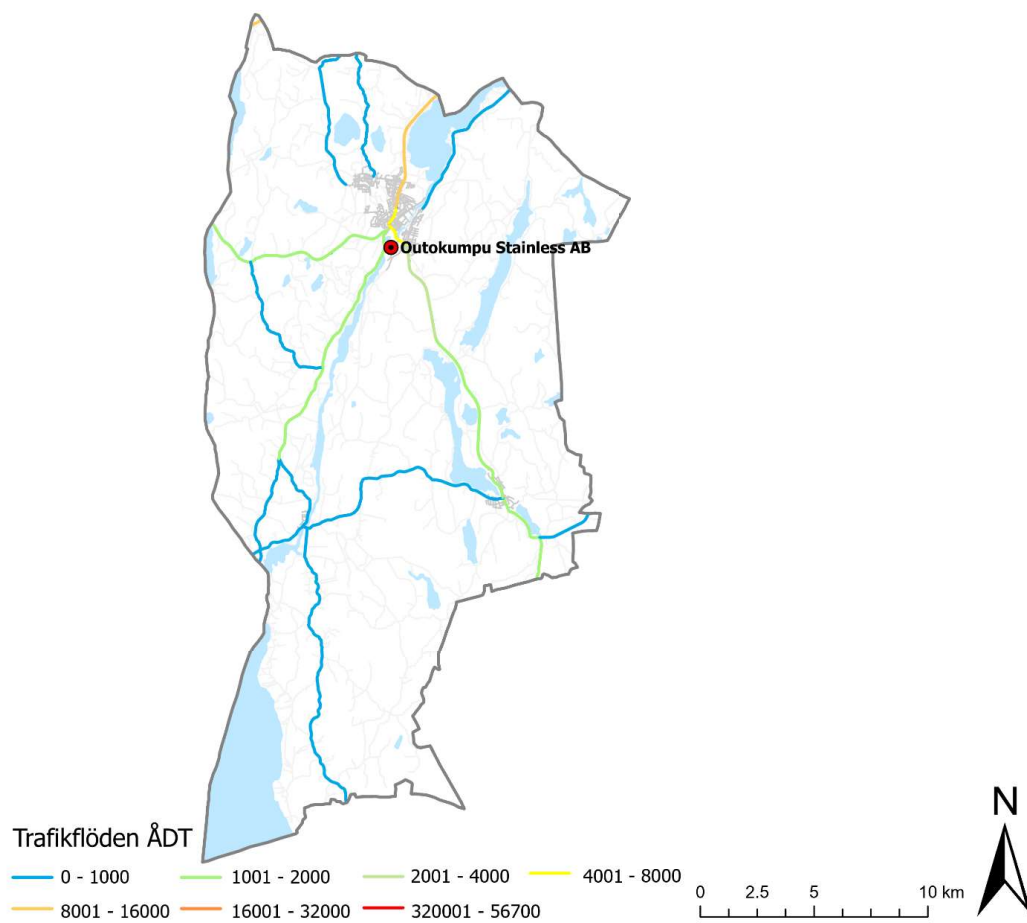 Outokumpu Stainless AB
N
Trafikflöden ÅDT
0 - 1000
1001 - 2000
2001 - 4000
4001 - 8000
8001 - 16000
16001 - 32000
320001 - 56700
0 2.5 5 10 km